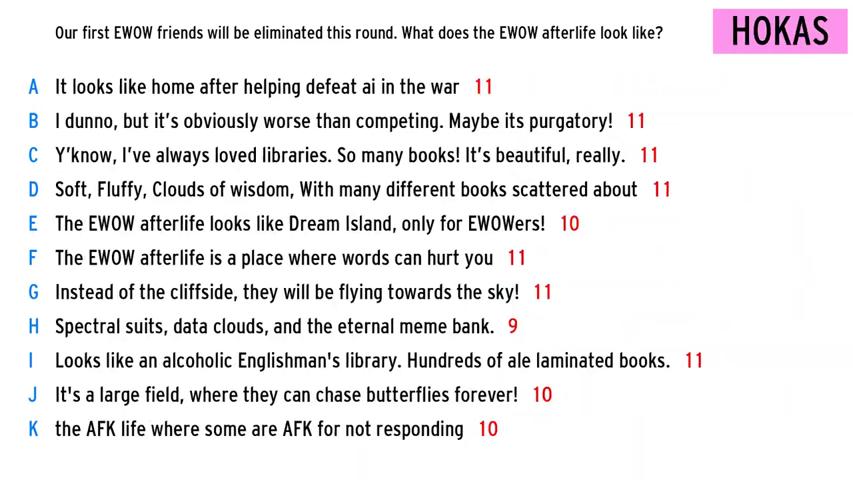 Our first EWOW friends will be eliminated this round. What does the EWOW afterlife look like?
HOKAS
A It looks like home after helping defeat ai in the war 11
B I dunno, but it's obviously worse than competing. Maybe its purgatory! 11
C Y'know, I've always loved libraries. So many books! It's beautiful, really. 11
D Soft, Fluffy, Clouds of wisdom, With many different books scattered about 11
E The EWOW afterlife looks like Dream Island, only for EWOWers! 10
F The EWOW afterlife is a place where words can hurt you 11
G Instead of the cliffside, they will be flying towards the sky! 11
H Spectral suits, data clouds, and the eternal meme bank. 9
I Looks like an alcoholic Englishman's library. Hundreds of ale laminated books. 11
J It's a large field, where they can chase butterflies forever! 10
K the AFK life where some are AFK for not responding 10